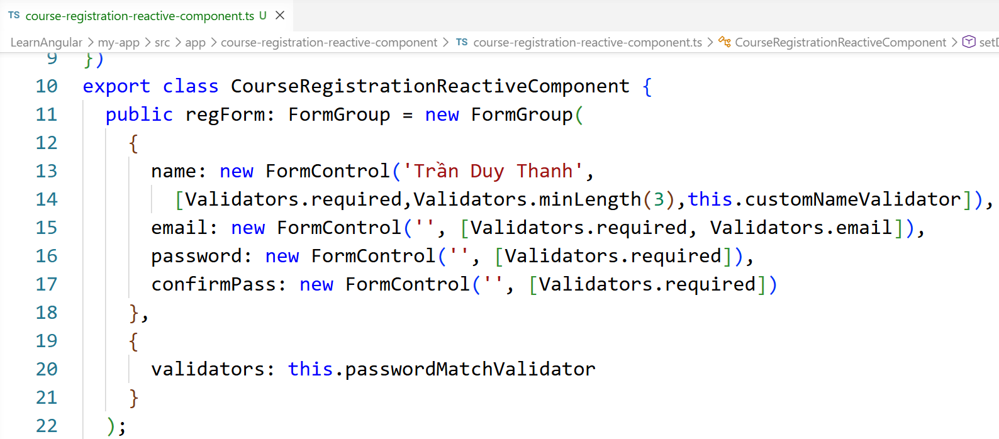 TS course-registration-reactive-component.ts U
LearnAngular > my-app > src > app > course-registration-reactive-component > TS course-registration-reactive-component.ts > CourseRegistrationReactiveComponent >
9 })
10 export class CourseRegistrationReactiveComponent {
11 public regForm: FormGroup = new FormGroup(
12 {
13 name: new FormControl('Trần Duy Thanh',
14 [Validators.required,Validators.minLength(3),this.customNameValidator]),
15 email: new FormControl('', [Validators.required, Validators.email]),
16 password: new FormControl('', [Validators.required]),
17 confirmPass: new FormControl('', [Validators.required])
18 },
19 {
20 validators: this.passwordMatchValidator
21 }
22 );